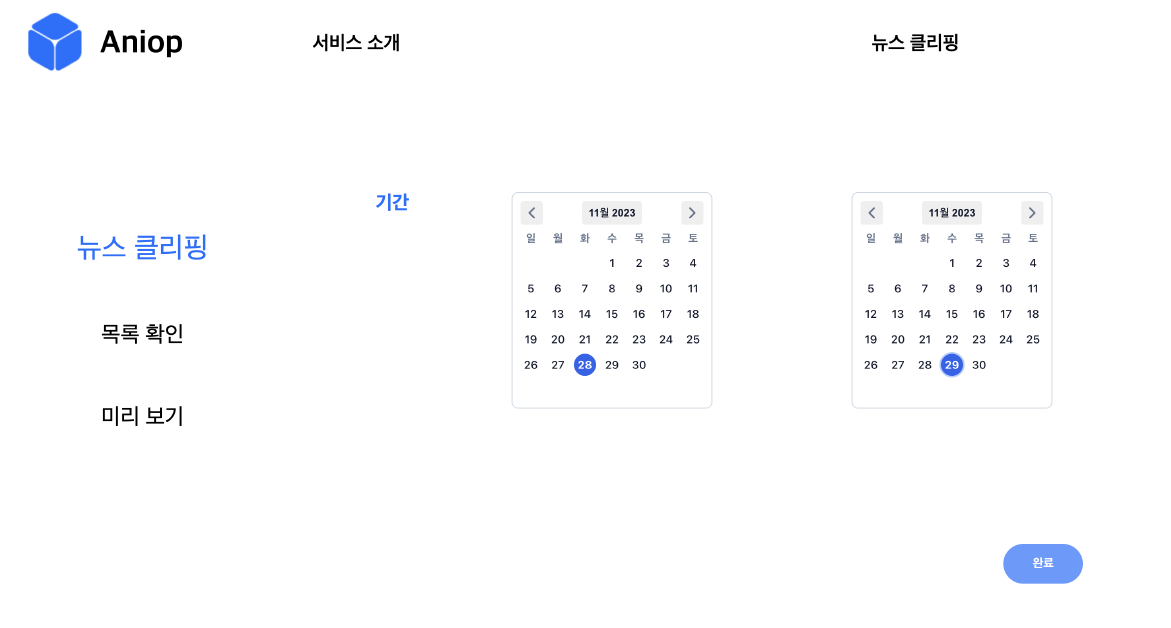 Aniop
서비스 소개
뉴스 클리핑
뉴스 클리핑
목록 확인
미리 보기
기간
11월 2023
일 월 화 수 목 금 토
1 2 3 4
5 6 7 8 9 10 11
12 13 14 15 16 17 18
19 20 21 22 23 24 25
26 27 28 29 30
11월 2023
일 월 화 수 목 금 토
1 2 3 4
5 6 7 8 9 10 11
12 13 14 15 16 17 18
19 20 21 22 23 24 25
26 27 28 29 30
완료